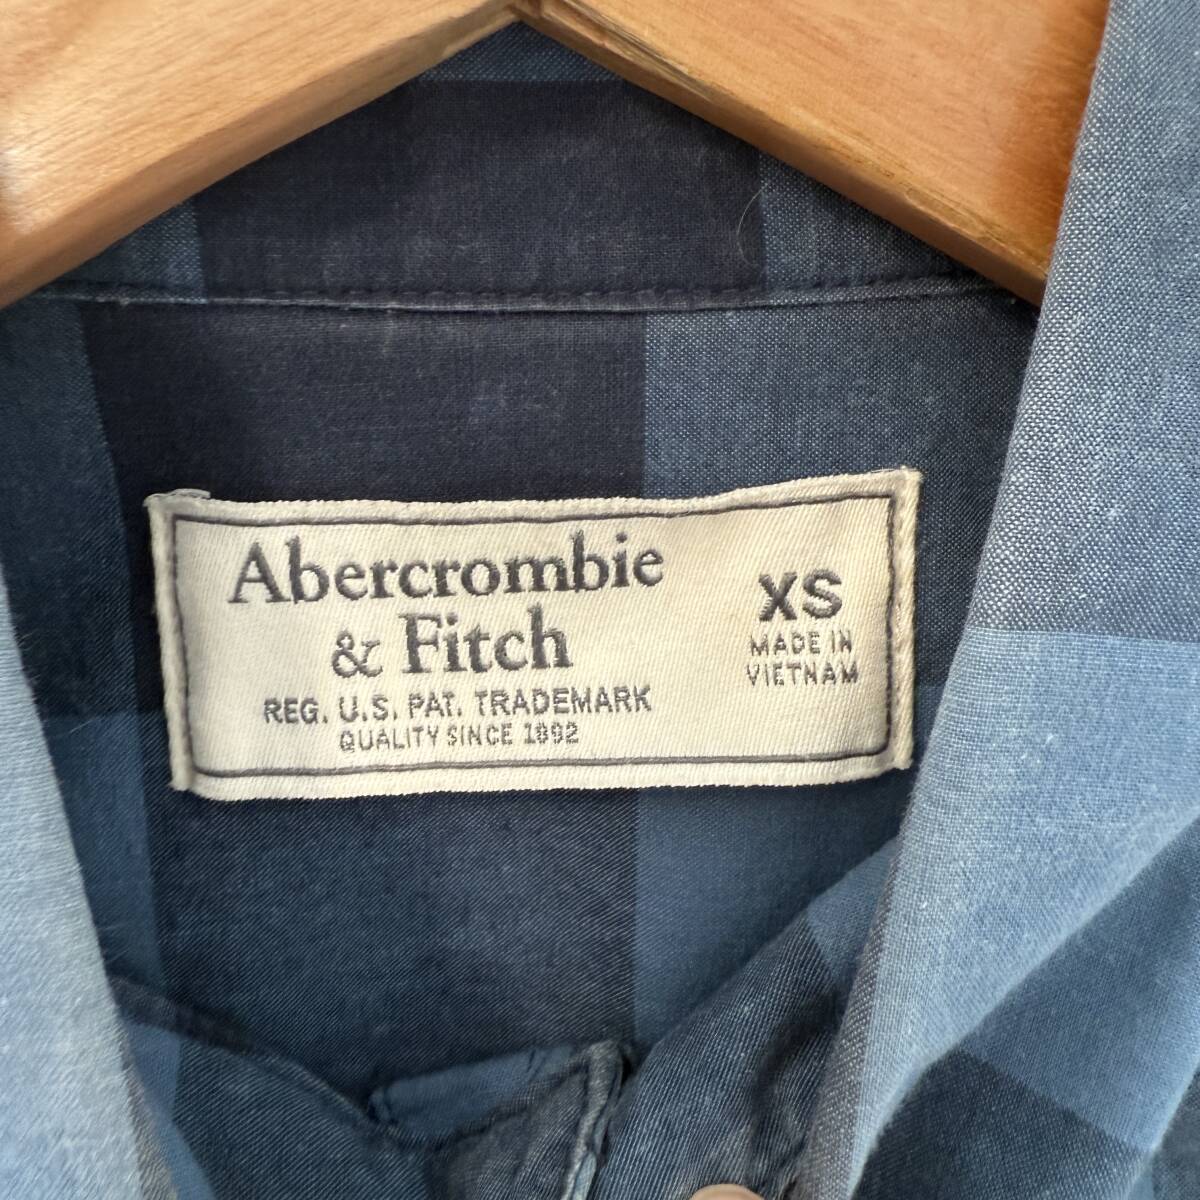 Abercrombie
& Fitch
REG. U.S. PAT. TRADEMARK
QUALITY SINCE 1892
XS
MADE IN
VIETNAM